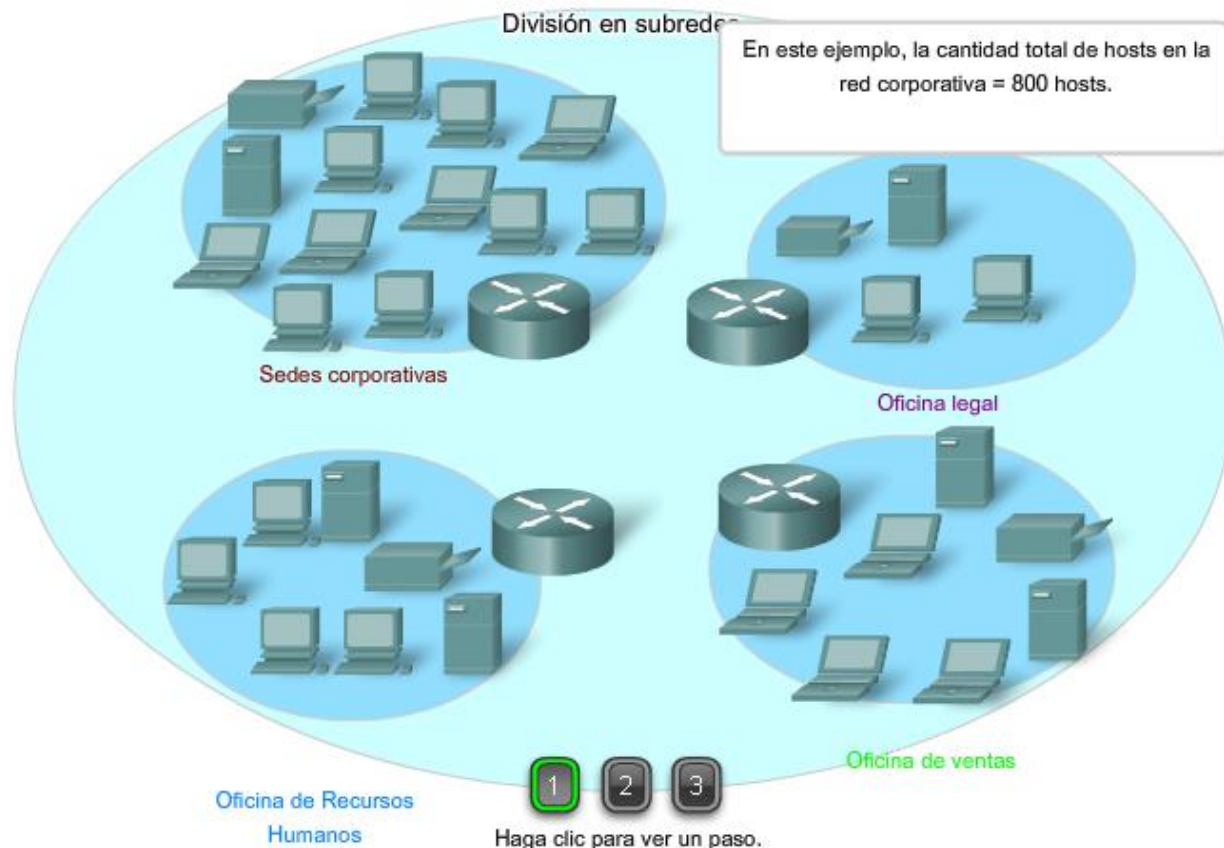 División en subredes
En este ejemplo, la cantidad total de hosts en la
red corporativa = 800 hosts.
Sedes corporativas
Oficina legal
Oficina de ventas
Oficina de Recursos
Humanos
1 2 3
Haga clic para ver un paso.